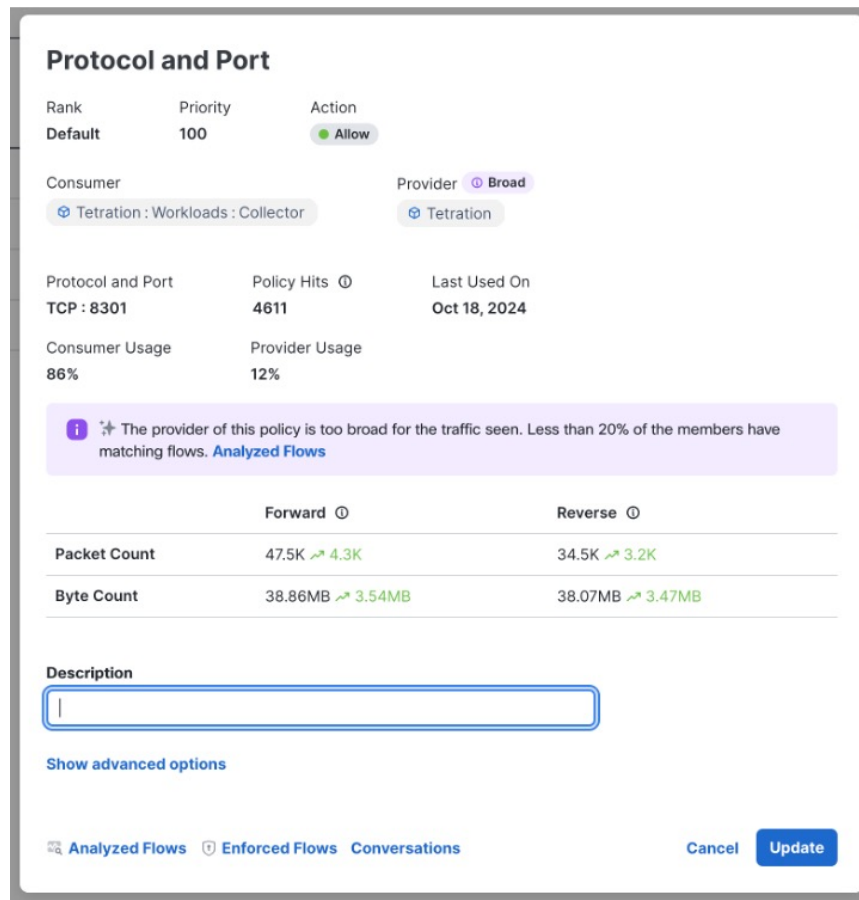 Protocol and Port
Rank Priority Action
Default 100 Allow
Consumer Provider Broad
Tetration : Workloads : Collector Tetration
Protocol and Port Policy Hits Last Used On
TCP : 8301 4611 Oct 18, 2024
Consumer Usage Provider Usage
86% 12%
The provider of this policy is too broad for the traffic seen. Less than 20% of the members have
matching flows. Analyzed Flows
Forward Reverse
Packet Count 47.5K 4.3K 34.5K 3.2K
Byte Count 38.86MB 3.54MB 38.07MB 3.47MB
Description
Show advanced options
Analyzed Flows Enforced Flows Conversations Cancel Update